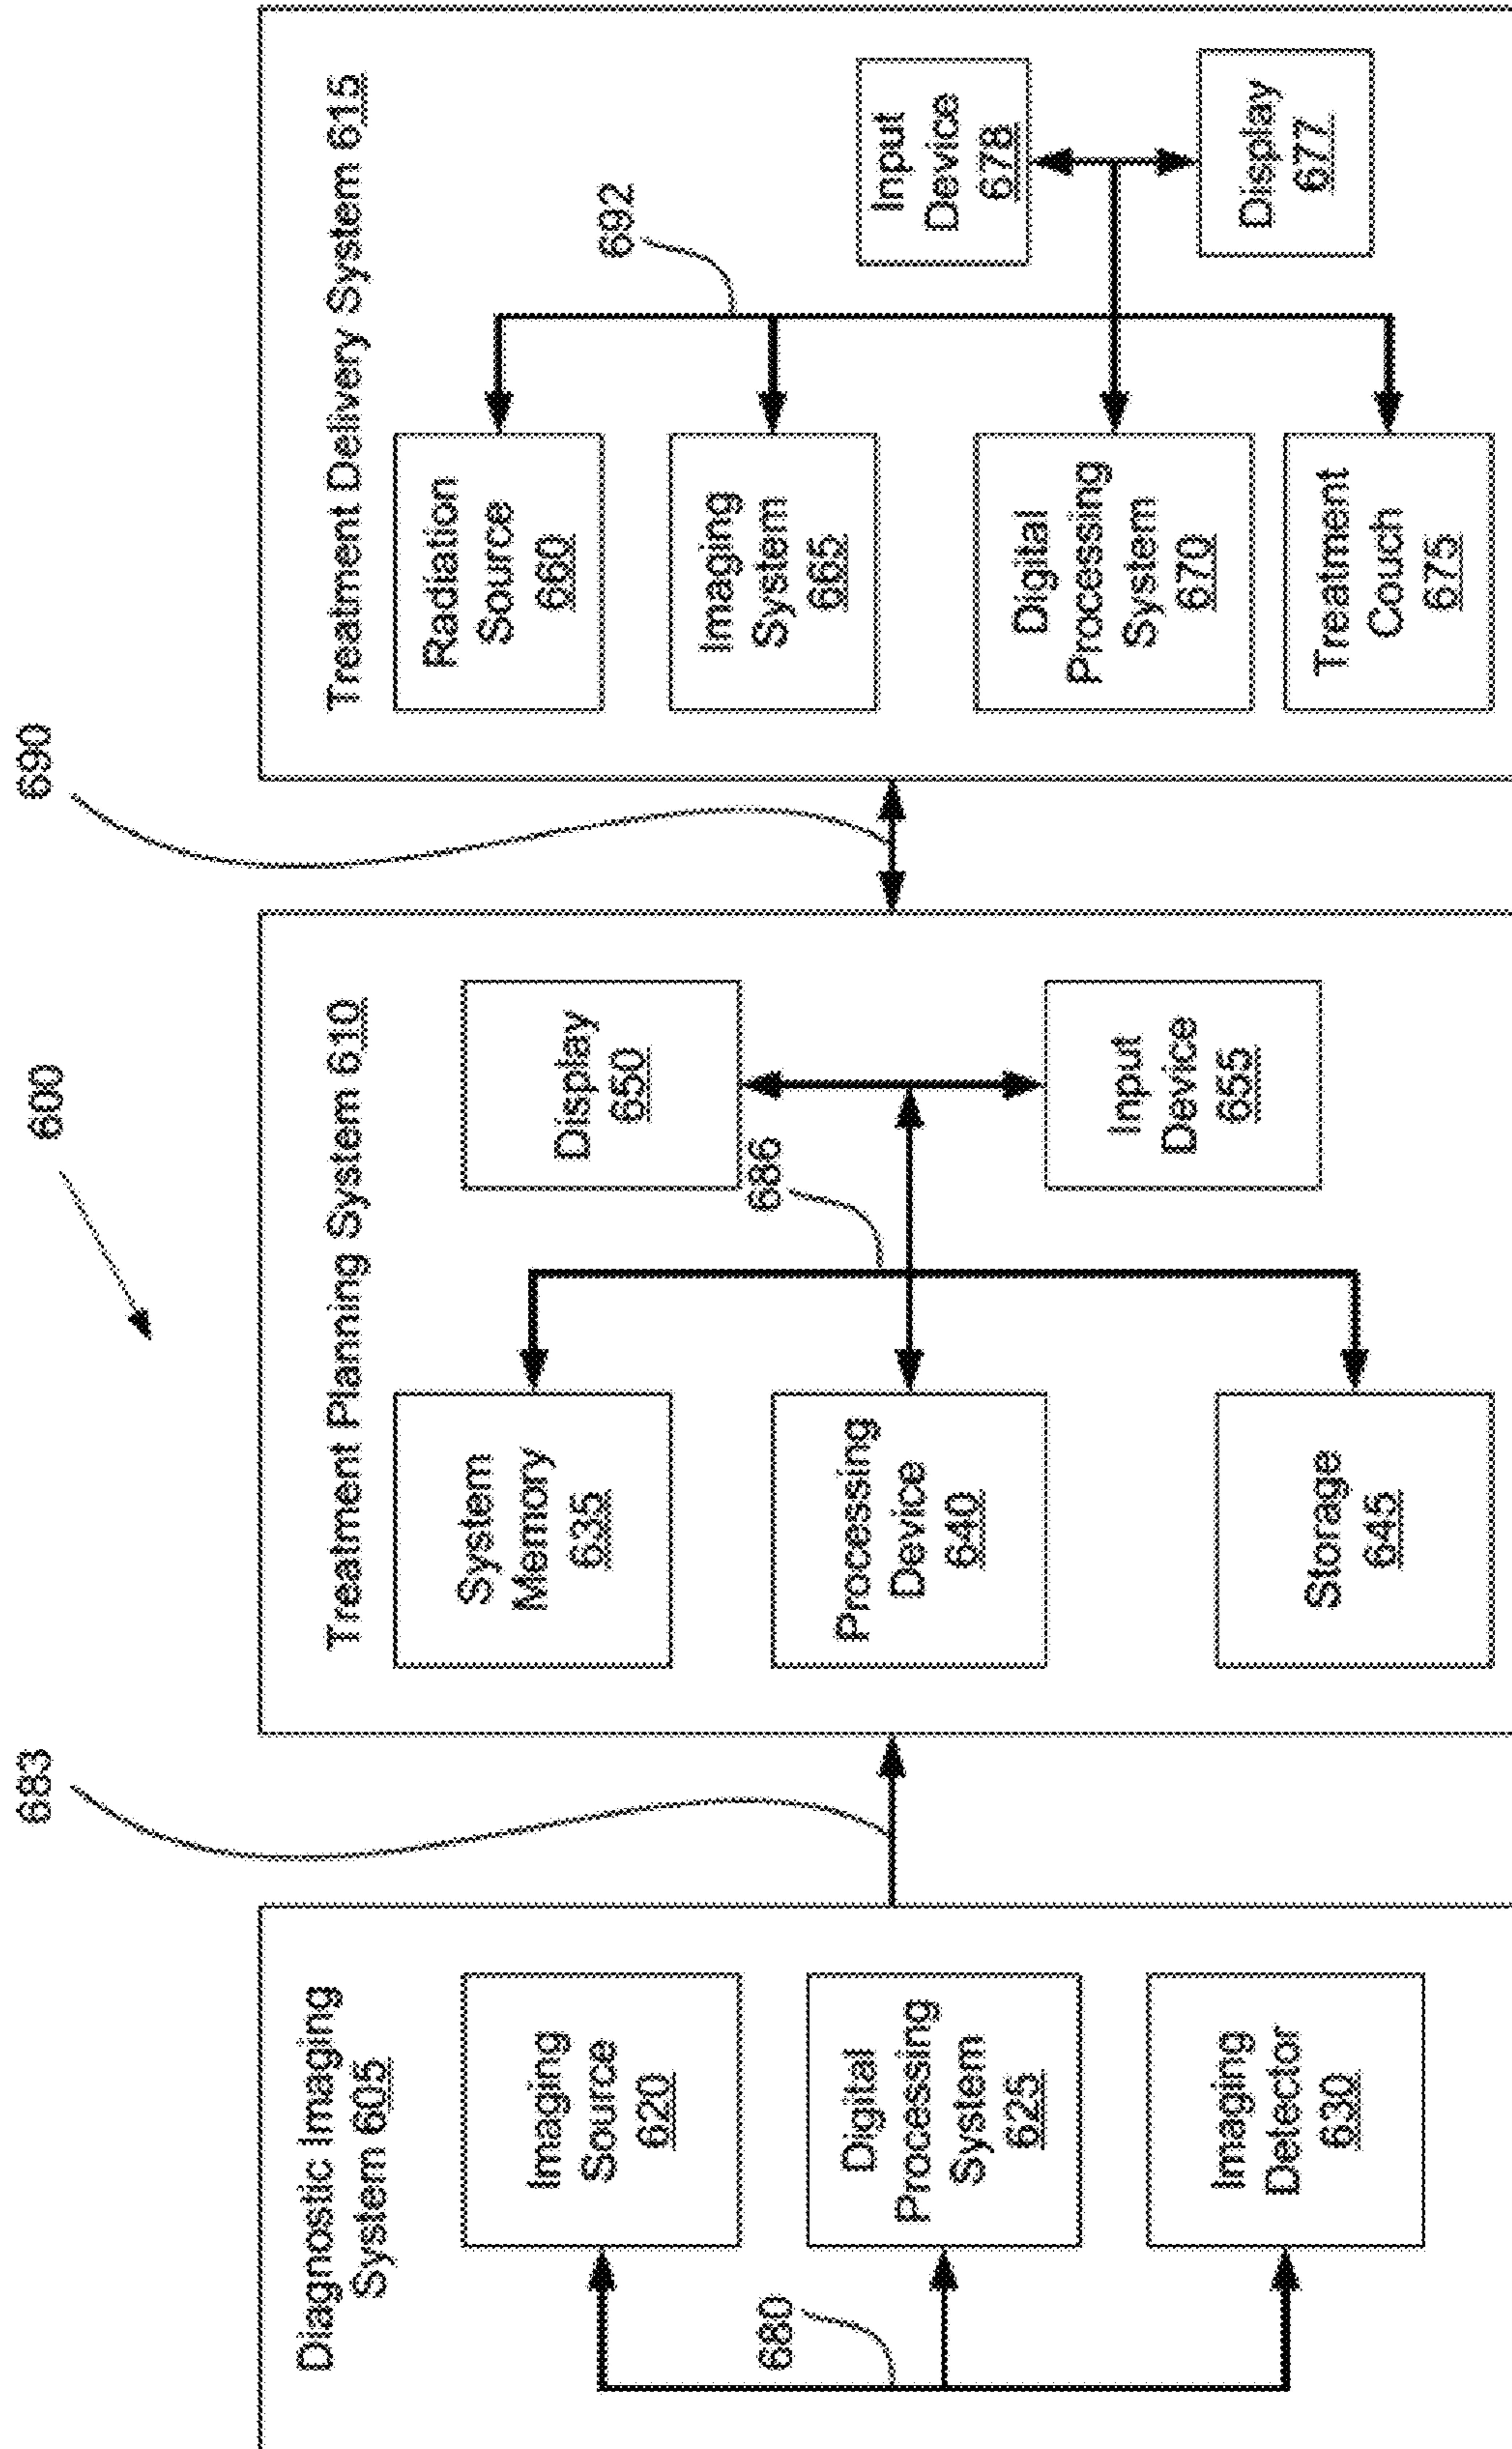 600
683
690
Diagnostic Imaging
System 605
Imaging
Source
620
Digital
Processing
System
625
Imaging
Detector
630
680
Treatment Planning System 610
System
Memory
635
Processing
Device
640
Storage
645
686
Display
650
Input
Device
655
Treatment Delivery System 615
Radiation
Source
660
Imaging
System
665
Digital
Processing
System
670
Treatment
Couch
675
692
Input
Device
678
Display
677